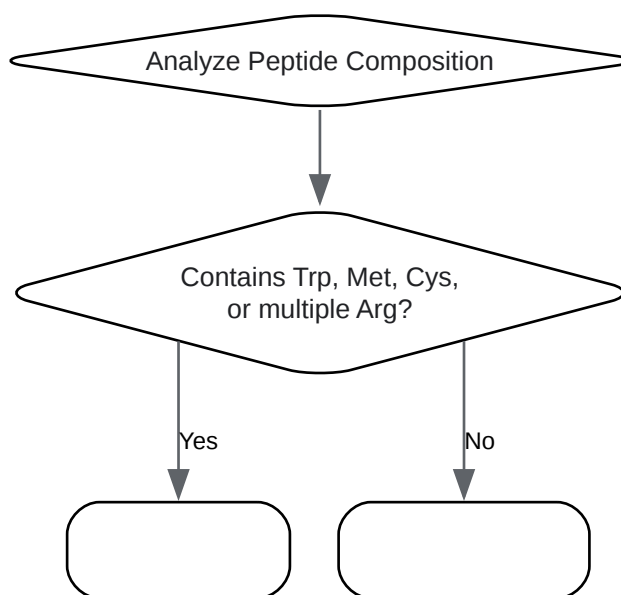 Analyze Peptide Composition
Contains Trp, Met, Cys,
or multiple Arg?
Yes
No